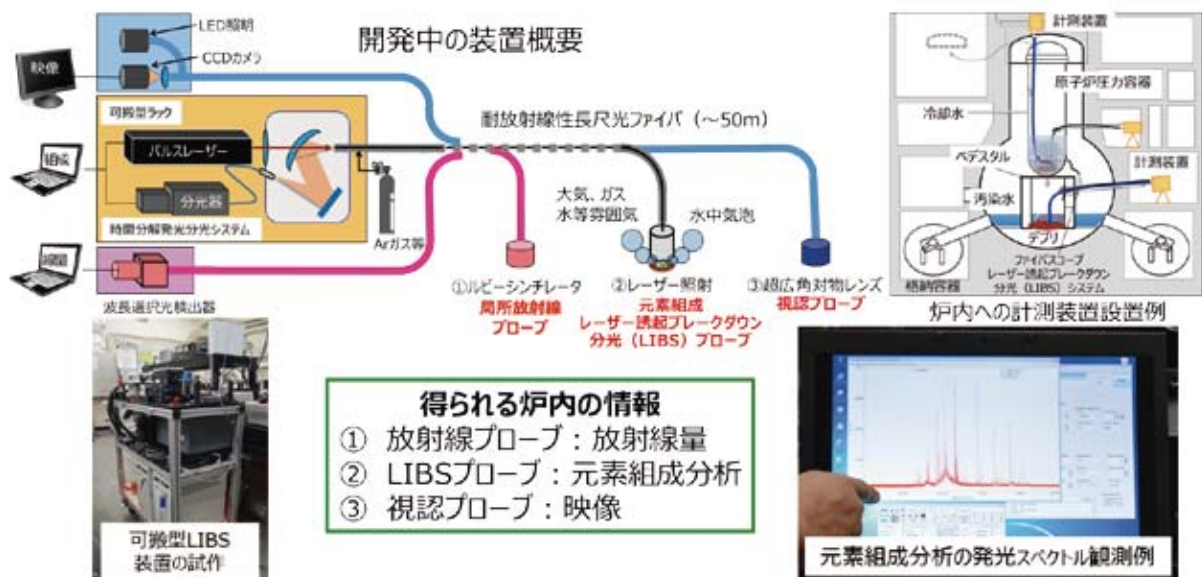 開発中の装置概要
LED照明
CCDカメラ
映像
可搬型ラック
パルスレーザー
分光器
時間分解発光分光システム
組成
線量
波長選択光検出器
Arガス等
耐放射線性長尺光ファイバ（～50m）
大気、ガス
水等雰囲気
水中気泡
①ルビーシンチレータ
局所放射線
プローブ
②レーザー照射
元素組成
レーザー誘起ブレークダウン
分光（LIBS）プローブ
③超広角対物レンズ
視認プローブ
計測装置
原子炉圧力容器
冷却水
ペデスタル
計測装置
汚染水
デブリ
格納容器
ファイバスコープ
レーザー誘起ブレークダウン
分光（LIBS）システム
炉内への計測装置設置例
可搬型LIBS
装置の試作
得られる炉内の情報
① 放射線プローブ：放射線量
② LIBSプローブ：元素組成分析
③ 視認プローブ：映像
元素組成分析の発光スペクトル観測例